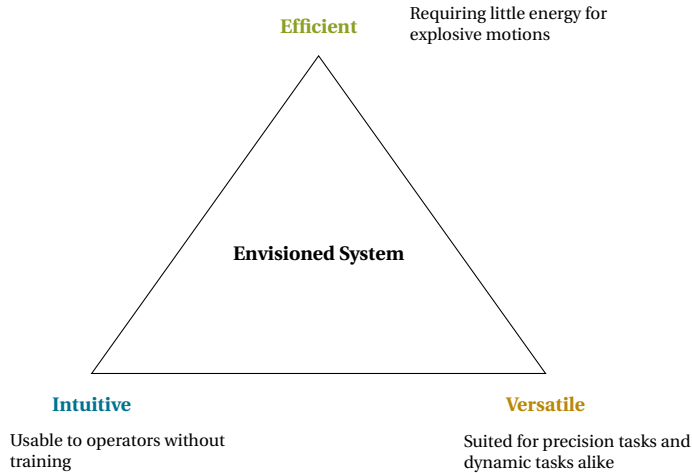 Efficient
Requiring little energy for
explosive motions
Envisioned System
Intuitive
Usable to operators without
training
Versatile
Suited for precision tasks and
dynamic tasks alike